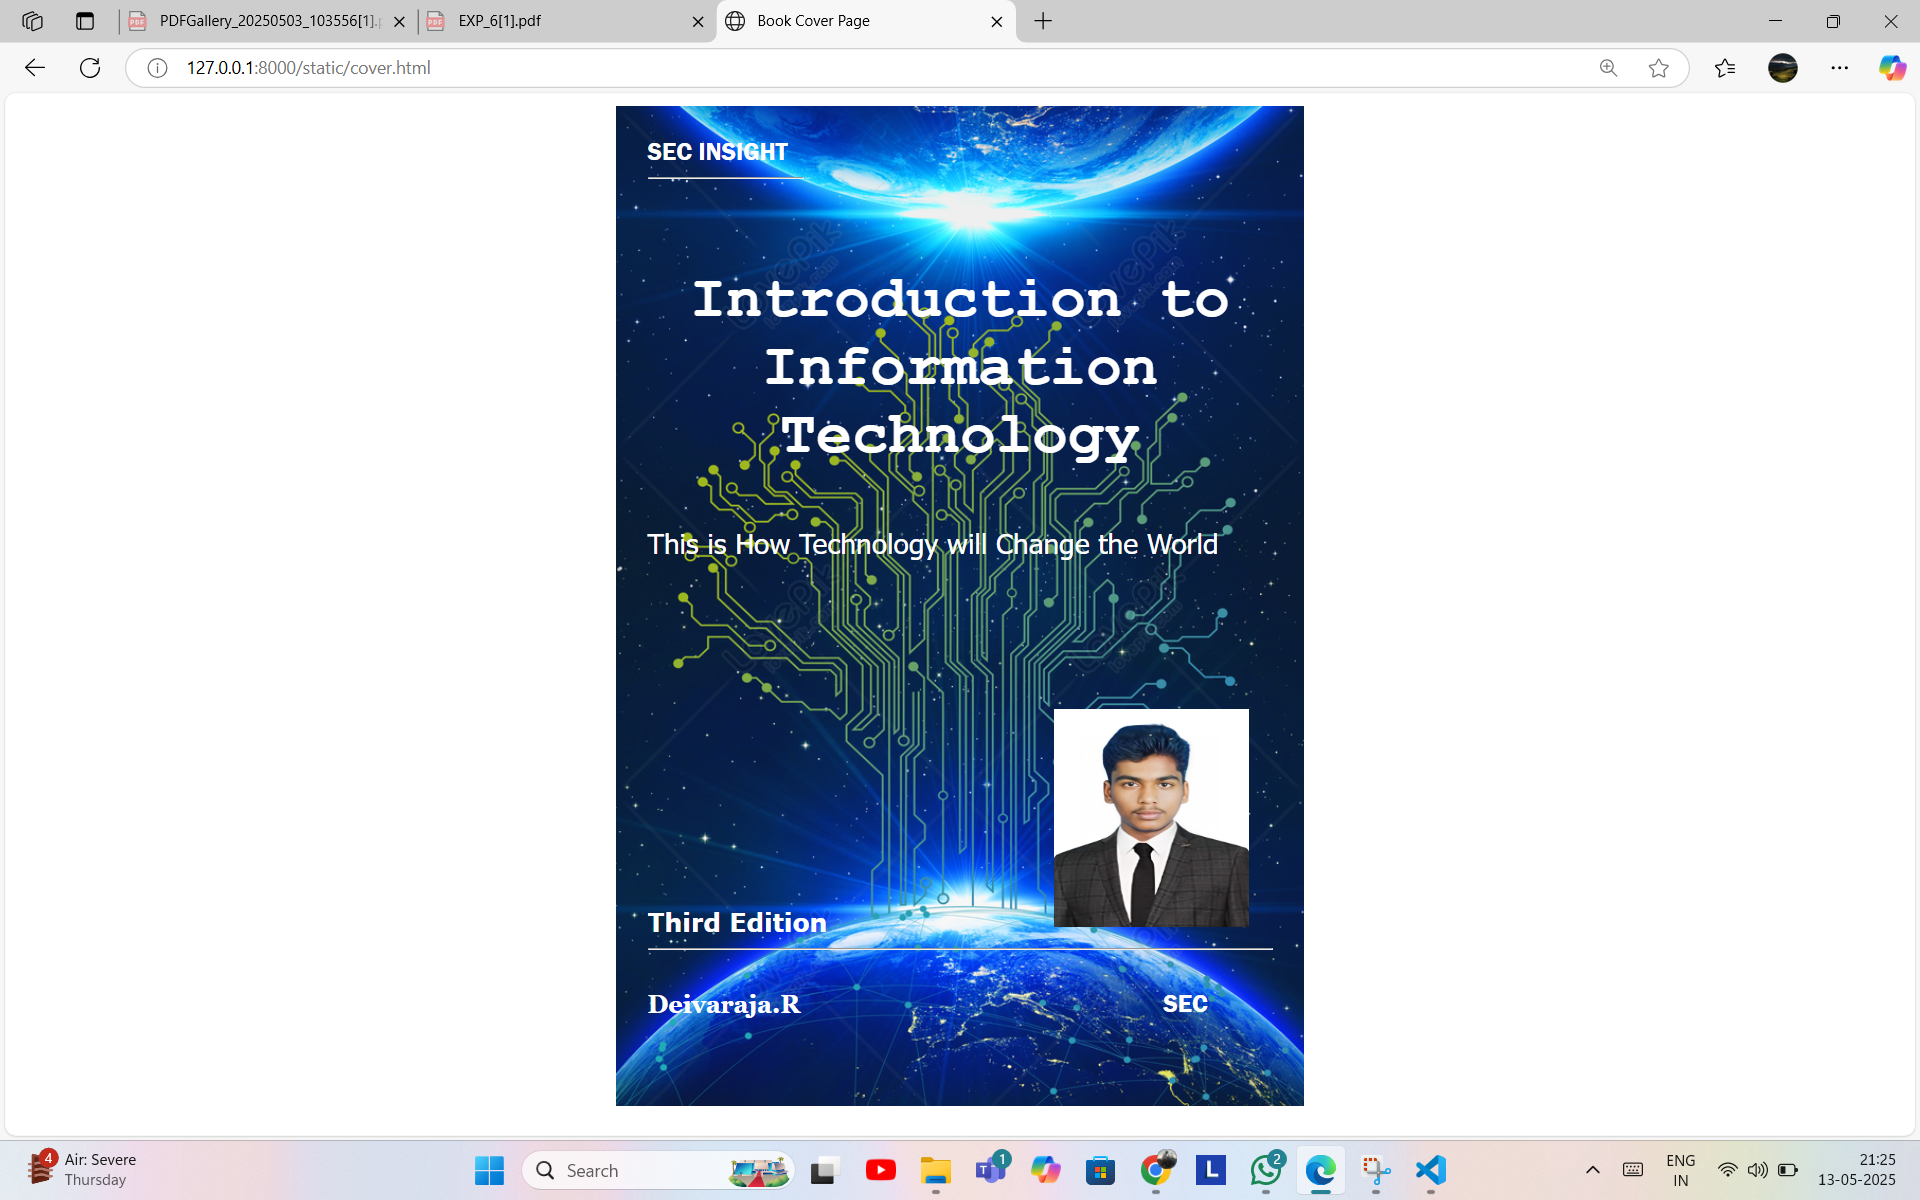 PDFGallery_20250503_103556[1].p
EXP_6[1].pdf
Book Cover Page
127.0.0.1:8000/static/cover.html
SEC INSIGHT
Introduction to
Information
Technology
This is How Technology will Change the World
Third Edition
Deivaraja.R
SEC
4
Air: Severe
Thursday
Search
1
L
2
ENG
IN
21:25
13-05-2025